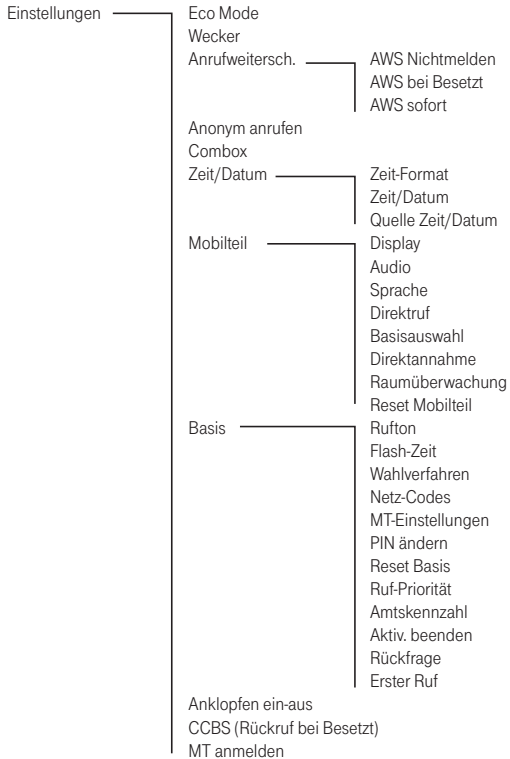 Einstellungen Eco Mode
Wecker
Anrufweitersch. AWS Nichtmelden
AWS bei Besetzt
AWS sofort
Anonym anrufen
Combox
Zeit/Datum Zeit-Format
Zeit/Datum
Quelle Zeit/Datum
Mobilteil Display
Audio
Sprache
Direktruf
Basisauswahl
Direktannahme
Raumüberwachung
Reset Mobilteil
Basis Rufton
Flash-Zeit
Wahlverfahren
Netz-Codes
MT-Einstellungen
PIN ändern
Reset Basis
Ruf-Priorität
Amtskennzahl
Aktiv. beenden
Rückfrage
Erster Ruf
Anklopfen ein-aus
CCBS (Rückruf bei Besetzt)
MT anmelden